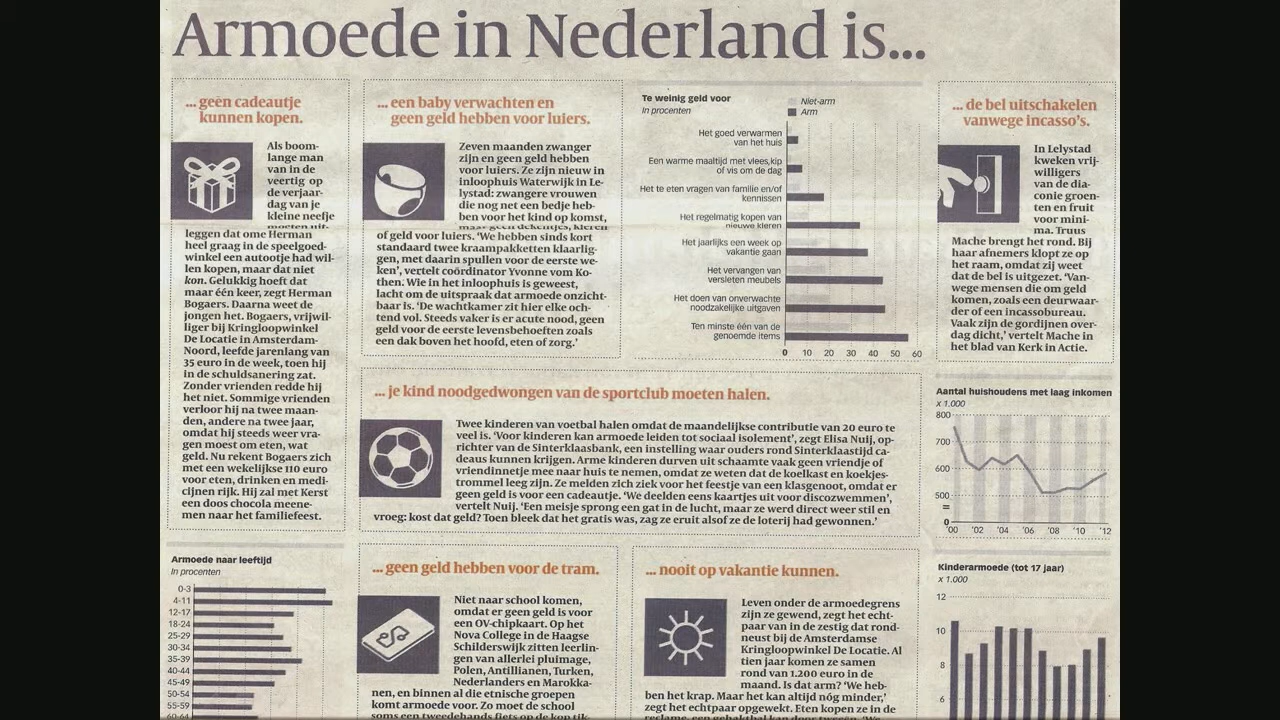 Armoede in Nederland is...
... geen cadeautje
kunnen kopen.
Als boom-
lange man
van in de
veertig op
de verjaar-
dag van je
kleine neefje
moeten uit-
leggen dat ome Herman
heel graag in de speelgoed-
winkel een autootje had wil-
len kopen, maar dat niet
kon. Gelukkig hoeft dat
maar één keer, zegt Herman
Bogaers. Daarna weet de
jongen het. Bogaers, vrijwil-
liger bij Kringloopwinkel
De Locatie in Amsterdam-
Noord, leefde jarenlang van
35 euro in de week, toen hij
in de schuldsanering zat.
Zonder vrienden redde hij
het niet. Sommige vrienden
verloor hij na twee maan-
den, andere na twee jaar,
omdat hij steeds weer vra-
gen moest om eten, wat
geld. Nu rekent Bogaers zich
met een wekelijkse 110 euro
voor eten, drinken en medi-
cijnen rijk. Hij zal met Kerst
een doos chocola meene-
men naar het familiefeest.
... een baby verwachten en
geen geld hebben voor luiers.
Zeven maanden zwanger
zijn en geen geld hebben
voor luiers. Ze zijn nieuw in
inloophuis Waterwijk in Le-
lystad: zwangere vrouwen
die nog net een bedje heb-
ben voor het kind op komst,
maar geen dekentjes, kleren
of geld voor luiers. ‘We hebben sinds kort
standaard twee kraampakketten klaarlig-
gen, met daarin spullen voor de eerste we-
ken’, vertelt coördinator Yvonne vom Ko-
then. Wie in het inloophuis is geweest,
lacht om de uitspraak dat armoede onzicht-
baar is. ‘De wachtkamer zit hier elke och-
tend vol. Steeds vaker is er acute nood, geen
geld voor de eerste levensbehoeften zoals
een dak boven het hoofd, eten of zorg.’
Te weinig geld voor
In procenten
Niet-arm
Arm
Het goed verwarmen
van het huis
Een warme maaltijd met vlees,kip
of vis om de dag
Het te eten vragen van familie en/of
kennissen
Het regelmatig kopen van
nieuwe kleren
Het jaarlijks een week op
vakantie gaan
Het vervangen van
versleten meubels
Het doen van onverwachte
noodzakelijke uitgaven
Ten minste één van de
genoemde items
0 10 20 30 40 50 60
... de bel uitschakelen
vanwege incasso’s.
In Lelystad
kweken vrij-
willigers
van de dia-
conie groen-
ten en fruit
voor mini-
ma. Truus
Mache brengt het rond. Bij
haar afnemers klopt ze op
het raam, omdat zij weet
dat de bel is uitgezet. ‘Van-
wege mensen die om geld
komen, zoals een deurwaar-
der of een incassobureau.
Vaak zijn de gordijnen over-
dag dicht,’ vertelt Mache in
het blad van Kerk in Actie.
... je kind noodgedwongen van de sportclub moeten halen.
Twee kinderen van voetbal halen omdat de maandelijkse contributie van 20 euro te
veel is. ‘Voor kinderen kan armoede leiden tot sociaal isolement’, zegt Elisa Nuij, op-
richter van de Sinterklaasbank, een instelling waar ouders rond Sinterklaastijd ca-
deaus kunnen krijgen. Arme kinderen durven uit schaamte vaak geen vriendje of
vriendinnetje mee naar huis te nemen, omdat ze weten dat de koelkast en koekjes-
trommel leeg zijn. Ze melden zich ziek voor het feestje van een klasgenoot, omdat er
geen geld is voor een cadeautje. ‘We deelden eens kaartjes uit voor discozwemmen’,
vertelt Nuij. ‘Een meisje sprong een gat in de lucht, maar ze werd direct weer stil en
vroeg: kost dat geld? Toen bleek dat het gratis was, zag ze eruit alsof ze de loterij had gewonnen.’
Aantal huishoudens met laag inkomen
x 1.000
800
700
600
500
=
0
'00 '02 '04 '06 '08 '10 '12
Armoede naar leeftijd
In procenten
0-3
4-11
12-17
18-24
25-29
30-34
35-39
40-44
45-49
50-54
55-59
60-64
... geen geld hebben voor de tram.
Niet naar school komen,
omdat er geen geld is voor
een OV-chipkaart. Op het
Nova College in de Haagse
Schilderswijk zitten leerlin-
gen van allerlei pluimage,
Polen, Antillianen, Turken,
Nederlanders en Marokka-
nen, en binnen al die etnische groepen
komt armoede voor. Zo moet de school
soms een tweedehands fiets op de kop tik-
... nooit op vakantie kunnen.
Leven onder de armoedegrens
zijn ze gewend, zegt het echt-
paar van in de zestig dat rond-
neust bij de Amsterdamse
Kringloopwinkel De Locatie. Al
tien jaar komen ze samen
rond van 1.200 euro in de
maand. Is dat arm? ‘We heb-
ben het krap. Maar het kan altijd nóg minder,’
zegt het echtpaar opgewekt. Eten kopen ze in de
reclame, een gebakthal kan door tweeën. ‘We
Kinderarmoede (tot 17 jaar)
x 1.000
12
10
8
6